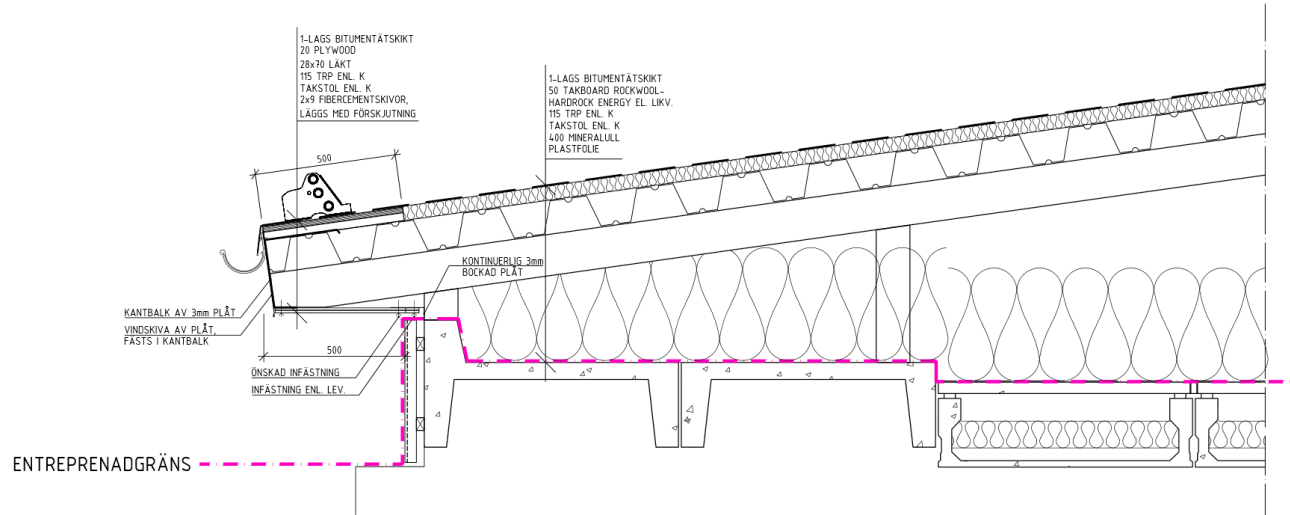 1-LAGS BITUMENTÄTSKIKT
20 PLYWOOD
28x70 LÄKT
115 TRP ENL. K
TAKSTOL ENL. K
2x9 FIBERCEMENTSKIVOR,
LÄGGS MED FÖRSKJUTNING
1-LAGS BITUMENTÄTSKIKT
50 TAKBOARD ROCKWOOL-
HARDROCK ENERGY EL. LIKV.
115 TRP ENL. K
TAKSTOL ENL. K
400 MINERALULL
PLASTFOLIE
500
KONTINUERLIG 3mm
BOCKAD PLÅT
KANTBALK AV 3mm PLÅT
VINDSKIVA AV PLÅT,
FÄSTS I KANTBALK
500
ÖNSKAD INFÄSTNING
INFÄSTNING ENL. LEV.
ENTREPRENADGRÄNS